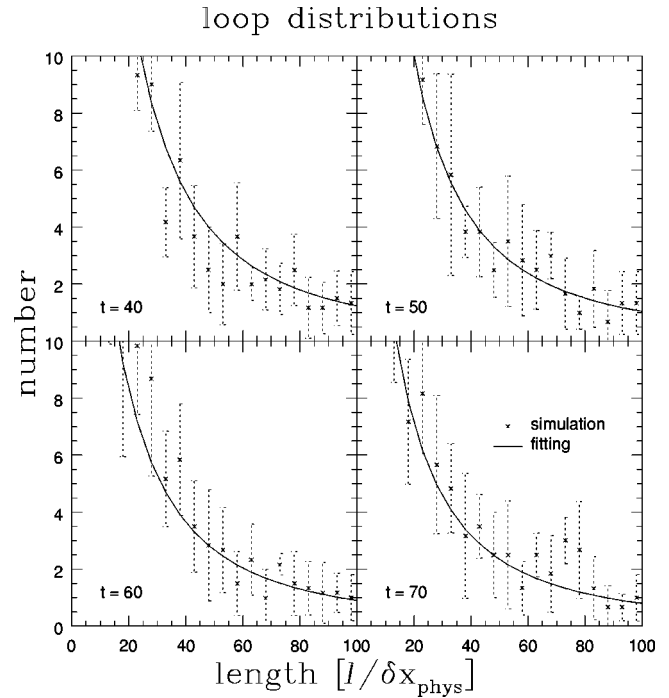 loop distributions
10
8
6
4
2
t = 40
t = 50
number
10
8
6
4
2
0
simulation
fitting
t = 60
t = 70
0 20 40 60 80 100 20 40 60 80 100
length [l/δx_phys]